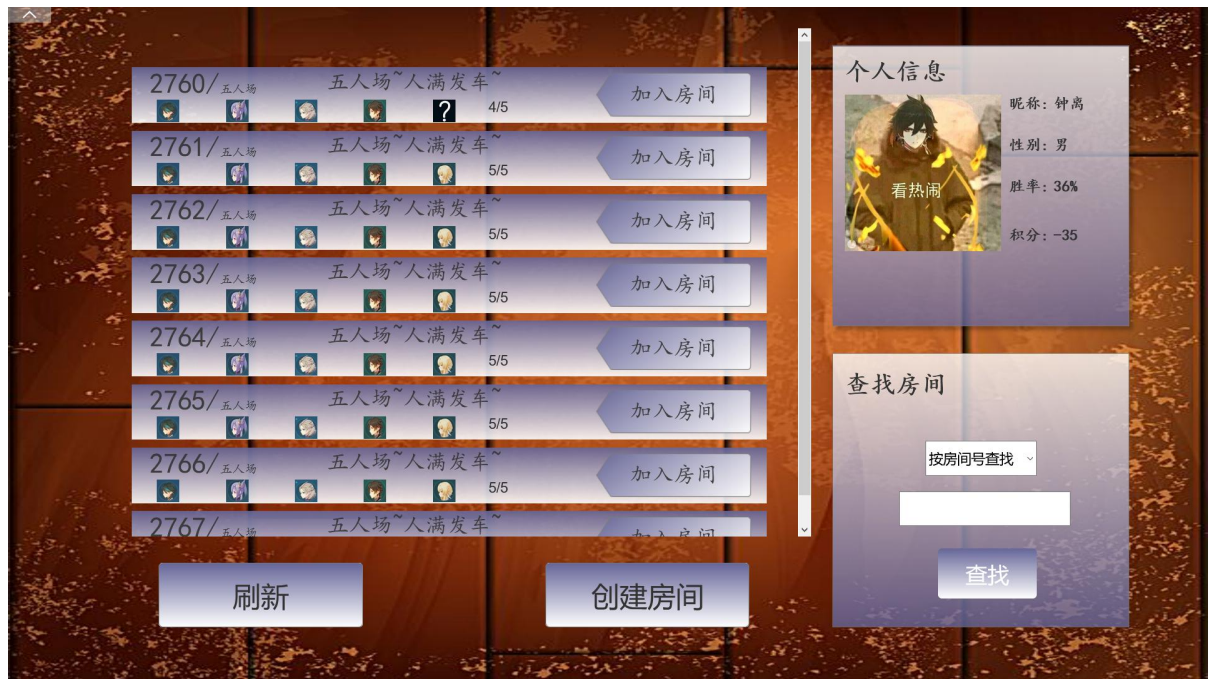 2760/五人场 五人场~人满发车~
? 4/5 加入房间
2761/五人场 五人场~人满发车~
5/5 加入房间
2762/五人场 五人场~人满发车~
5/5 加入房间
2763/五人场 五人场~人满发车~
5/5 加入房间
2764/五人场 五人场~人满发车~
5/5 加入房间
2765/五人场 五人场~人满发车~
5/5 加入房间
2766/五人场 五人场~人满发车~
5/5 加入房间
2767/五人场 五人场~人满发车~
加入房间
刷新
创建房间
个人信息
看热闹
昵称: 钟离
性别: 男
胜率: 36%
积分: -35
查找房间
按房间号查找
查找